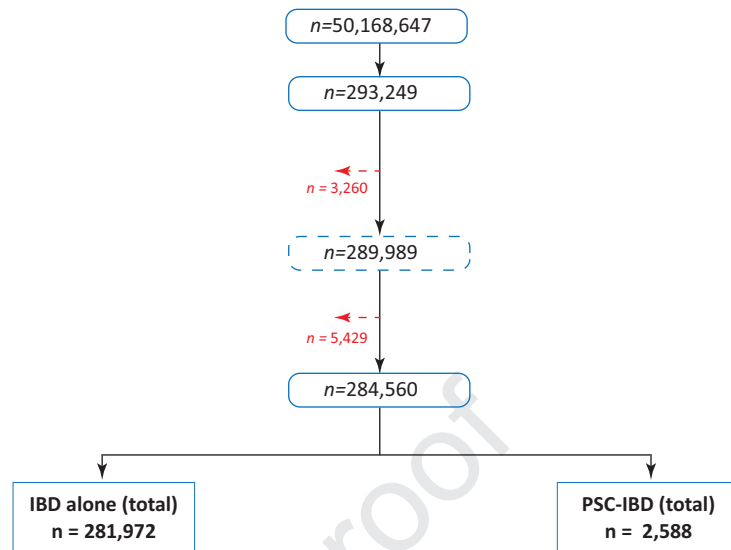 n=50,168,647
n=293,249
n = 3,260
n=289,989
n = 5,429
n=284,560
roof
IBD alone (total)
n = 281,972
PSC-IBD (total)
n = 2,588